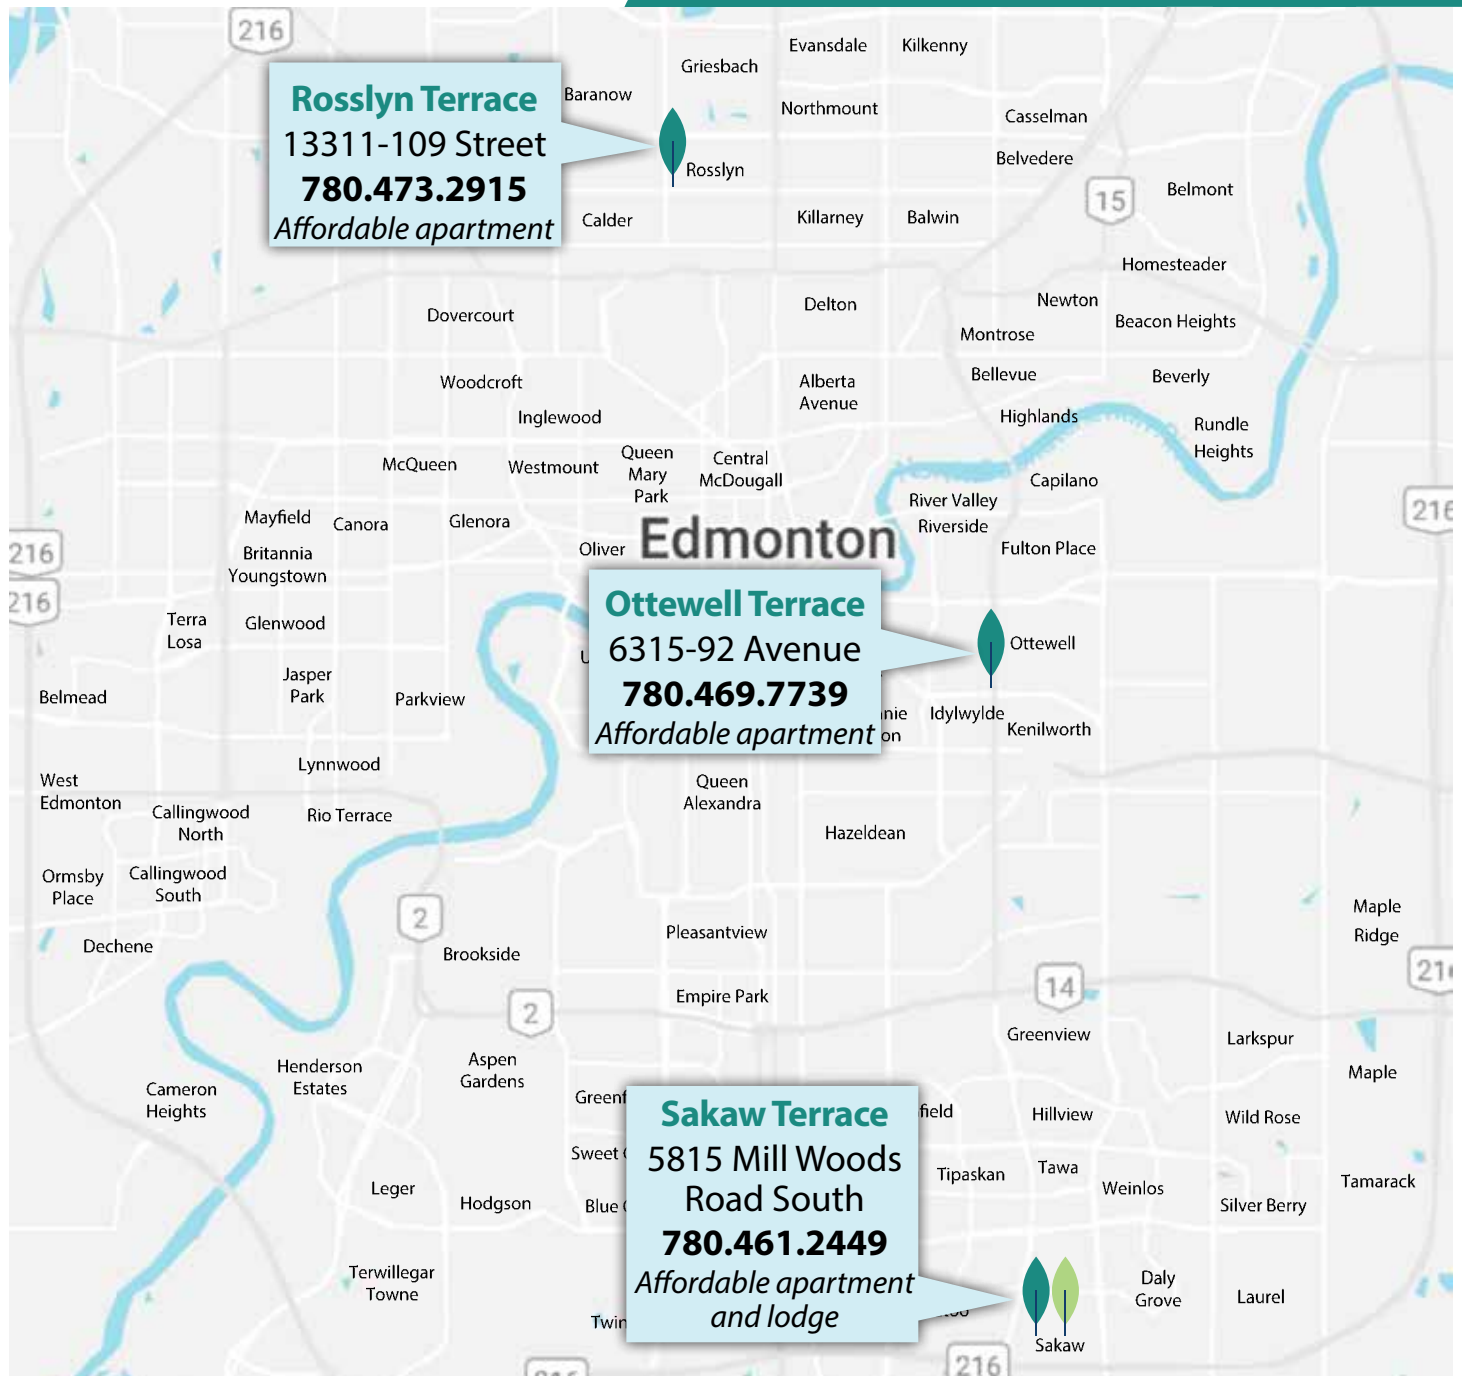 216
Evansdale
Kilkenny
Griesbach
Baranow
Northmount
Casselman
Belvedere
Rosslyn Terrace
13311-109 Street
780.473.2915
Affordable apartment
Rosslyn
15
Belmont
Calder
Killarney
Balwin
Homesteader
Newton
Dovercourt
Delton
Montrose
Beacon Heights
Woodcroft
Alberta
Avenue
Bellevue
Beverly
Inglewood
Highlands
Rundle
Heights
McQueen
Westmount
Queen
Mary
Park
Central
McDougall
Capilano
River Valley
Riverside
216
Mayfield
Canora
Glenora
Oliver
Edmonton
Fulton Place
216
Britannia
Youngstown
216
Terra
Losa
Glenwood
Ottewell Terrace
6315-92 Avenue
780.469.7739
Affordable apartment
Ottewell
Belmead
Jasper
Park
Parkview
Idylwylde
Kenilworth
Lynnwood
West
Edmonton
Callingwood
North
Rio Terrace
Queen
Alexandra
Hazeldean
Ormsby
Place
Callingwood
South
2
Maple
Ridge
Dechene
Brookside
Pleasantview
216
2
Empire Park
14
Greenview
Larkspur
Henderson
Estates
Aspen
Gardens
Maple
Cameron
Heights
Greenf
field
Hillview
Wild Rose
Sakaw Terrace
5815 Mill Woods
Road South
780.461.2449
Affordable apartment
and lodge
Sweet
Tipaskan
Tawa
Weinlos
Tamarack
Leger
Hodgson
Blue
Silver Berry
Terwillegar
Towne
Daly
Grove
Laurel
Twin
Sakaw
216